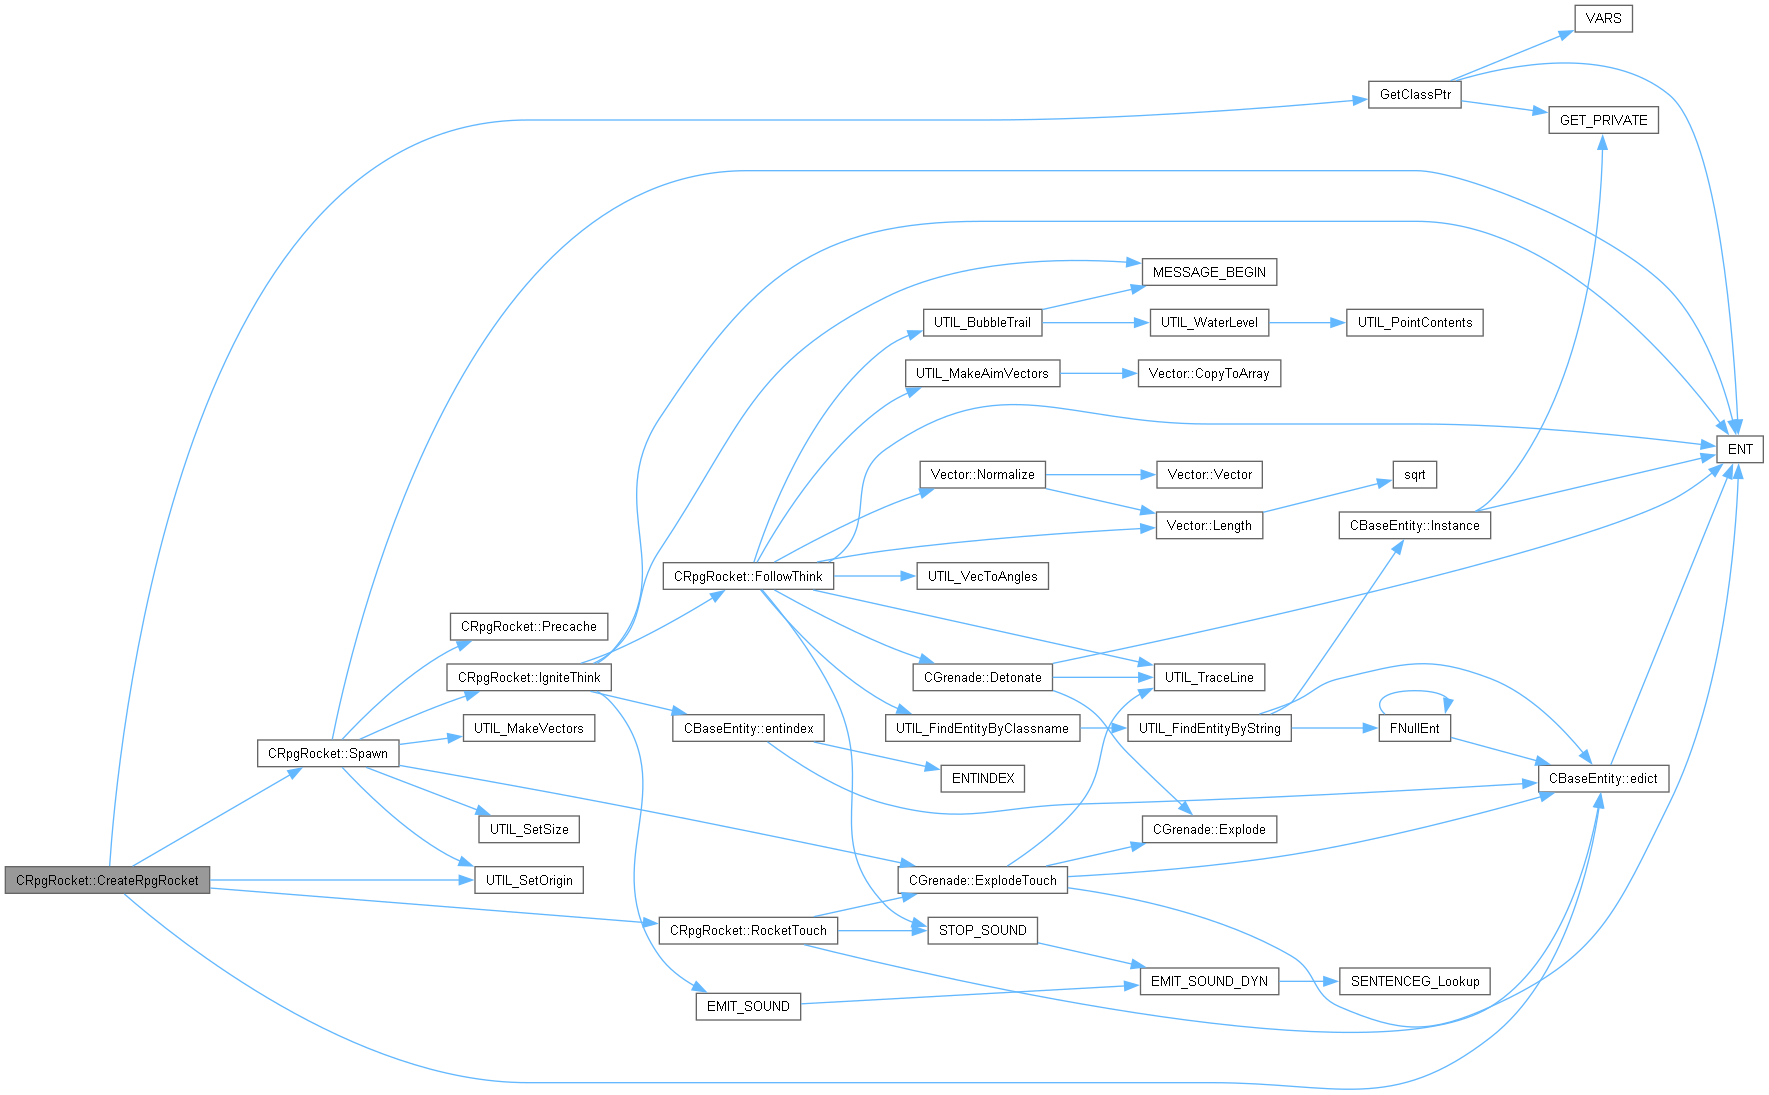 VARS
GetClassPtr
GET_PRIVATE
MESSAGE_BEGIN
UTIL_BubbleTrail
UTIL_WaterLevel
UTIL_PointContents
UTIL_MakeAimVectors
Vector::CopyToArray
ENT
Vector::Normalize
Vector::Vector
sqrt
Vector::Length
CBaseEntity::Instance
CRpgRocket::FollowThink
UTIL_VecToAngles
CRpgRocket::Precache
CRpgRocket::IgniteThink
CGrenade::Detonate
UTIL_TraceLine
UTIL_MakeVectors
CBaseEntity::entindex
UTIL_FindEntityByClassname
UTIL_FindEntityByString
FNullEnt
CRpgRocket::Spawn
ENTINDEX
CBaseEntity::edict
UTIL_SetSize
CGrenade::Explode
CRpgRocket::CreateRpgRocket
UTIL_SetOrigin
CGrenade::ExplodeTouch
CRpgRocket::RocketTouch
STOP_SOUND
EMIT_SOUND_DYN
SENTENCEG_Lookup
EMIT_SOUND